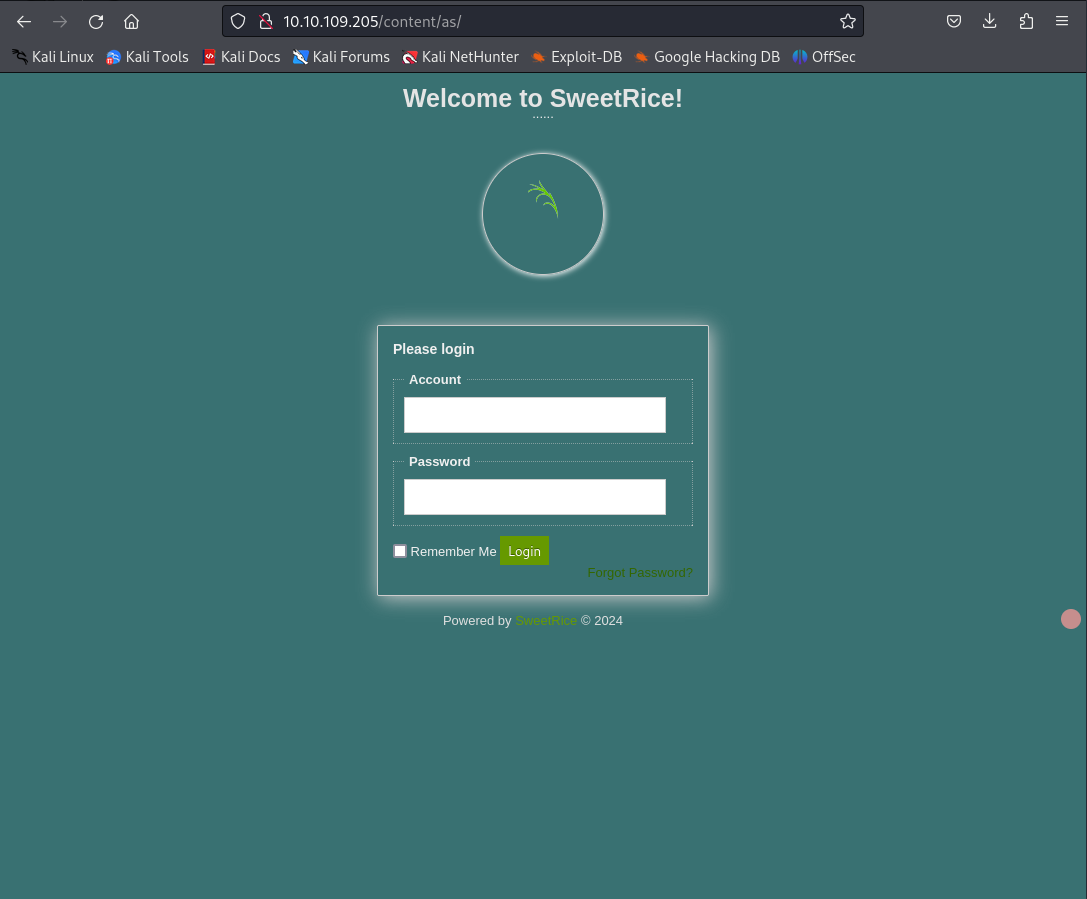 10.10.109.205/content/as/
Kali Linux Kali Tools Kali Docs Kali Forums Kali NetHunter Exploit-DB Google Hacking DB OffSec
Welcome to SweetRice!
......
Please login
Account
Password
Remember Me Login
Forgot Password?
Powered by SweetRice © 2024